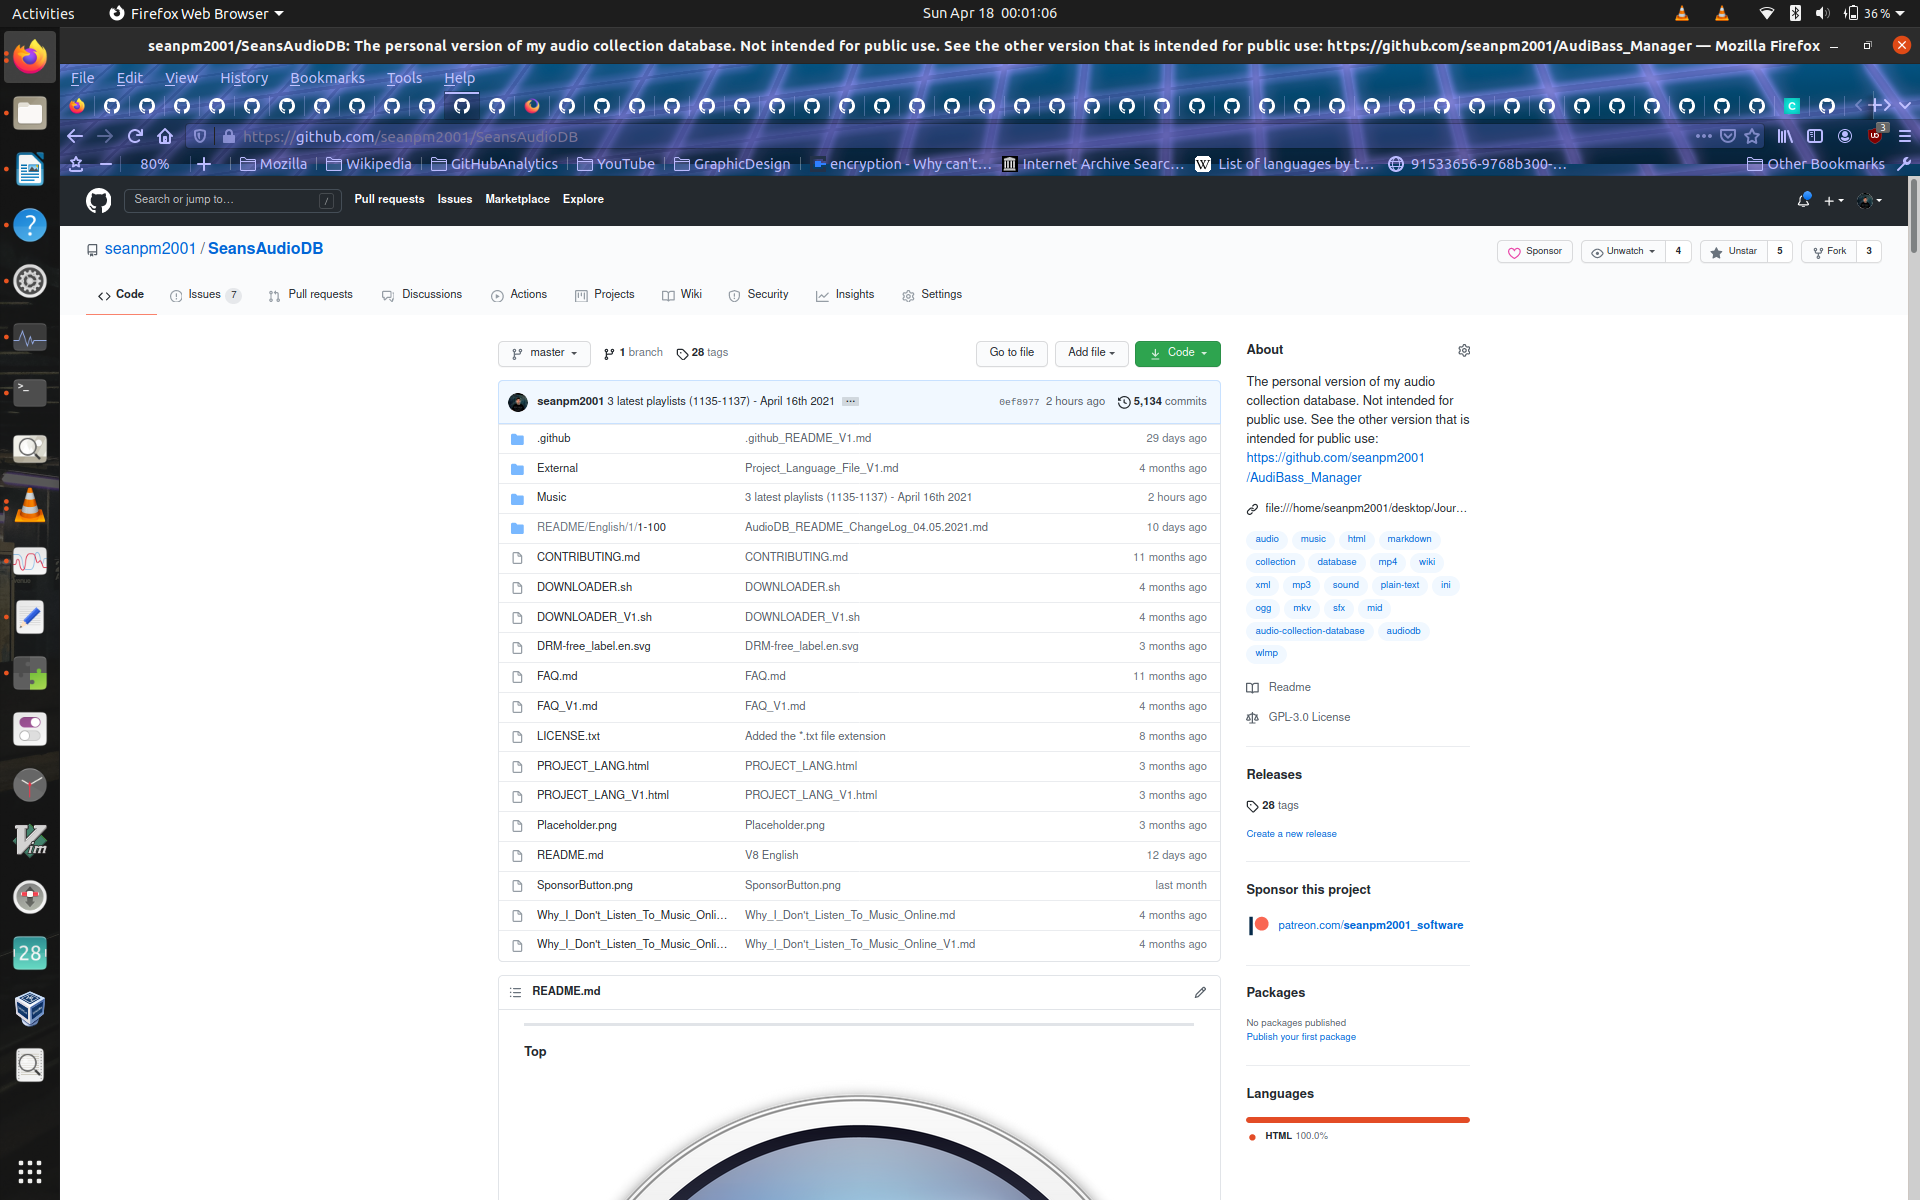 Activities
Firefox Web Browser
Sun Apr 18 00:01:06
36 %
seanpm2001/SeansAudioDB: The personal version of my audio collection database. Not intended for public use. See the other version that is intended for public use: https://github.com/seanpm2001/AudiBass_Manager — Mozilla Firefox
File Edit View History Bookmarks Tools Help
https://github.com/seanpm2001/SeansAudioDB
3
80%
Mozilla
Wikipedia
GitHubAnalytics
YouTube
GraphicDesign
encryption - Why can't…
Internet Archive Searc…
List of languages by t…
91533656-9768b300-…
Other Bookmarks
Search or jump to… /
Pull requests Issues Marketplace Explore
seanpm2001 / SeansAudioDB
Sponsor
Unwatch 4
Unstar 5
Fork 3
Code
Issues 7
Pull requests
Discussions
Actions
Projects
Wiki
Security
Insights
Settings
master
1 branch
28 tags
Go to file
Add file
Code
seanpm2001 3 latest playlists (1135-1137) - April 16th 2021 …
0ef8977 2 hours ago 5,134 commits
.github .github_README_V1.md 29 days ago
External Project_Language_File_V1.md 4 months ago
Music 3 latest playlists (1135-1137) - April 16th 2021 2 hours ago
README/English/1/1-100 AudioDB_README_ChangeLog_04.05.2021.md 10 days ago
CONTRIBUTING.md CONTRIBUTING.md 11 months ago
DOWNLOADER.sh DOWNLOADER.sh 4 months ago
DOWNLOADER_V1.sh DOWNLOADER_V1.sh 4 months ago
DRM-free_label.en.svg DRM-free_label.en.svg 3 months ago
FAQ.md FAQ.md 11 months ago
FAQ_V1.md FAQ_V1.md 4 months ago
LICENSE.txt Added the *.txt file extension 8 months ago
PROJECT_LANG.html PROJECT_LANG.html 3 months ago
PROJECT_LANG_V1.html PROJECT_LANG_V1.html 3 months ago
Placeholder.png Placeholder.png 3 months ago
README.md V8 English 12 days ago
SponsorButton.png SponsorButton.png last month
Why_I_Don't_Listen_To_Music_Onli… Why_I_Don't_Listen_To_Music_Online.md 4 months ago
Why_I_Don't_Listen_To_Music_Onli… Why_I_Don't_Listen_To_Music_Online_V1.md 4 months ago
README.md
Top
About
The personal version of my audio
collection database. Not intended for
public use. See the other version that is
intended for public use:
https://github.com/seanpm2001
/AudiBass_Manager
file:///home/seanpm2001/desktop/Jour…
audio music html markdown
collection database mp4 wiki
xml mp3 sound plain-text ini
ogg mkv sfx mid
audio-collection-database audiodb
wlmp
Readme
GPL-3.0 License
Releases
28 tags
Create a new release
Sponsor this project
patreon.com/seanpm2001_software
Packages
No packages published
Publish your first package
Languages
HTML 100.0%
28